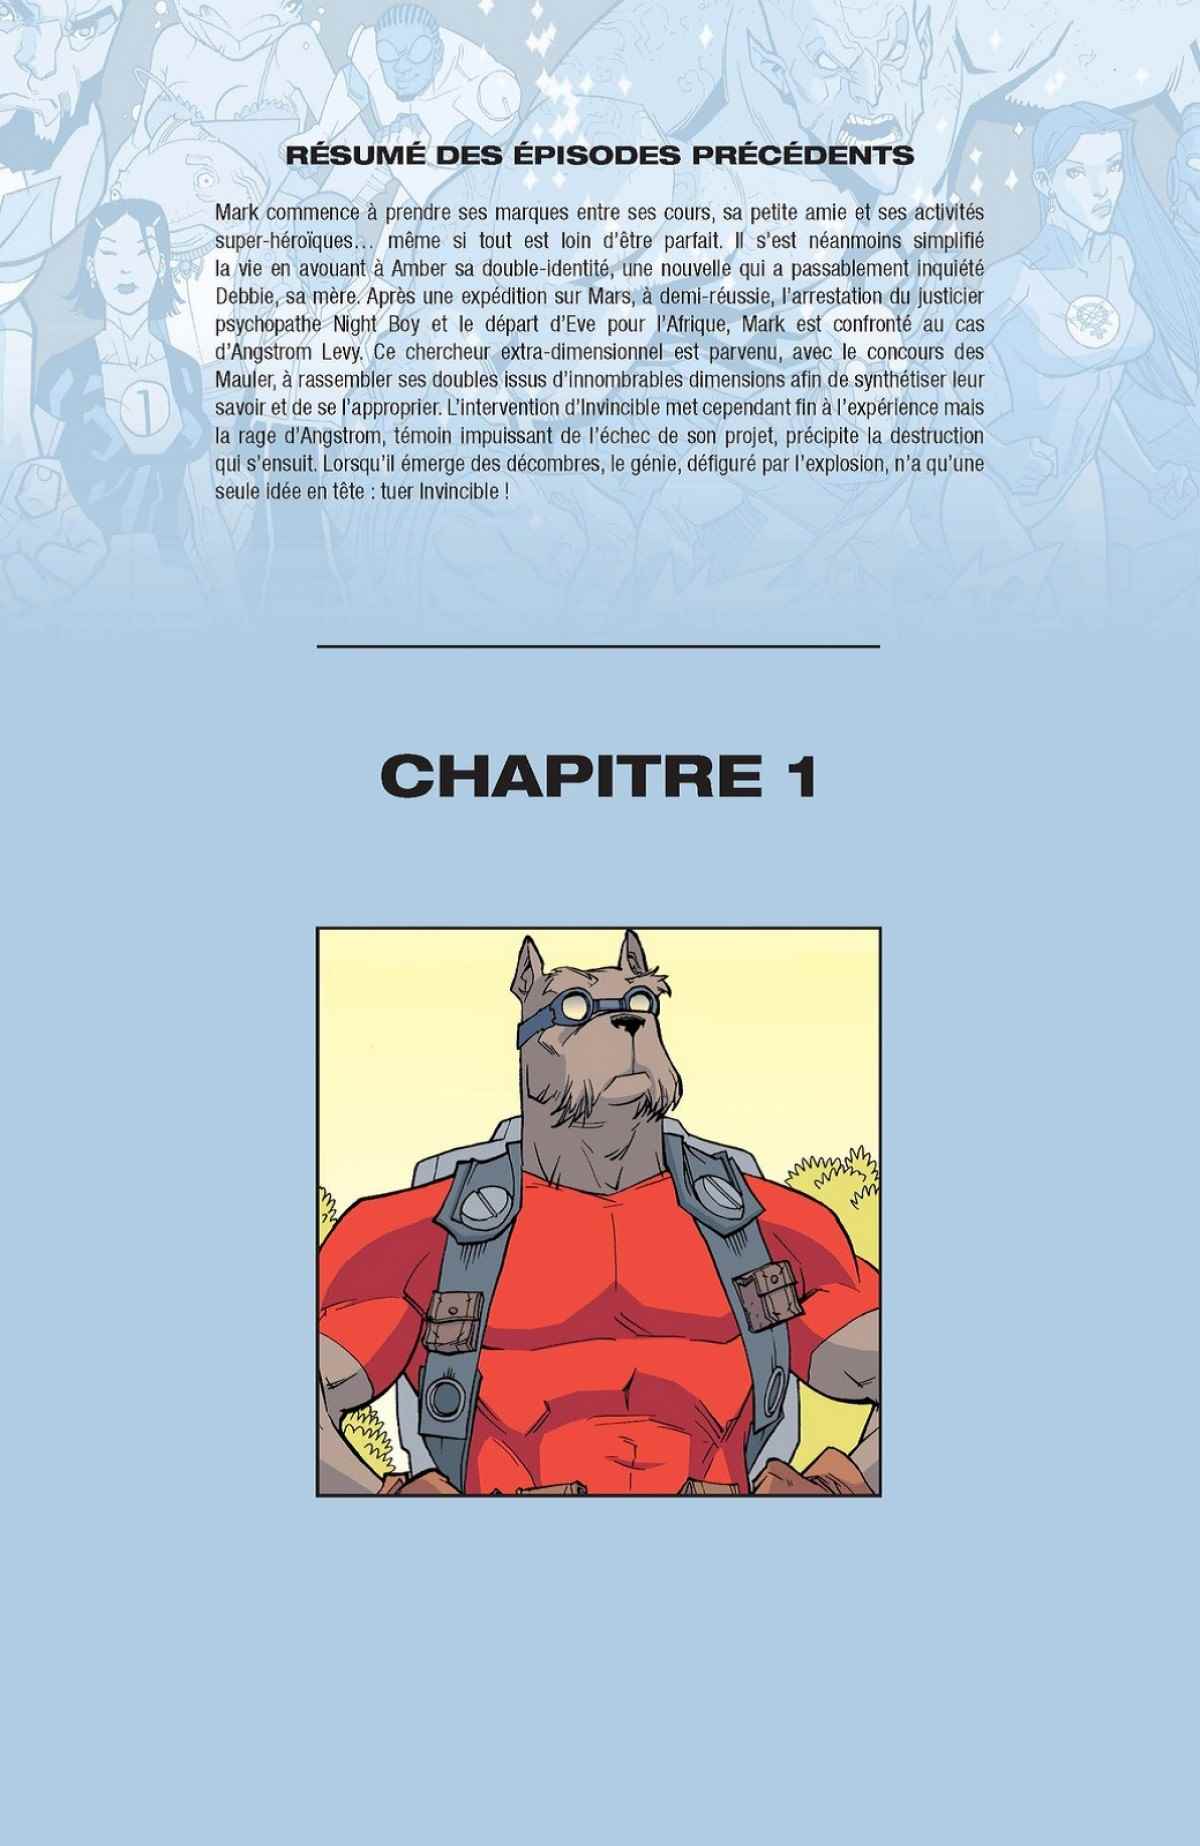 RÉSUMÉ DES ÉPISODES PRÉCÉDENTS
Mark commence à prendre ses marques entre ses cours, sa petite amie et ses activités
super-héroïques… même si tout est loin d’être parfait. Il s’est néanmoins simplifié
la vie en avouant à Amber sa double-identité, une nouvelle qui a passablement inquiété
Debbie, sa mère. Après une expédition sur Mars, à demi-réussie, l’arrestation du justicier
psychopathe Night Boy et le départ d’Eve pour l’Afrique, Mark est confronté au cas
d’Angstrom Levy. Ce chercheur extra-dimensionnel est parvenu, avec le concours des
Mauler, à rassembler ses doubles issus d’innombrables dimensions afin de synthétiser leur
savoir et de se l’approprier. L’intervention d’Invincible met cependant fin à l’expérience mais
la rage d’Angstrom, témoin impuissant de l’échec de son projet, précipite la destruction
qui s’ensuit. Lorsqu’il émerge des décombres, le génie, défiguré par l’explosion, n’a qu’une
seule idée en tête : tuer Invincible !
1
CHAPITRE 1